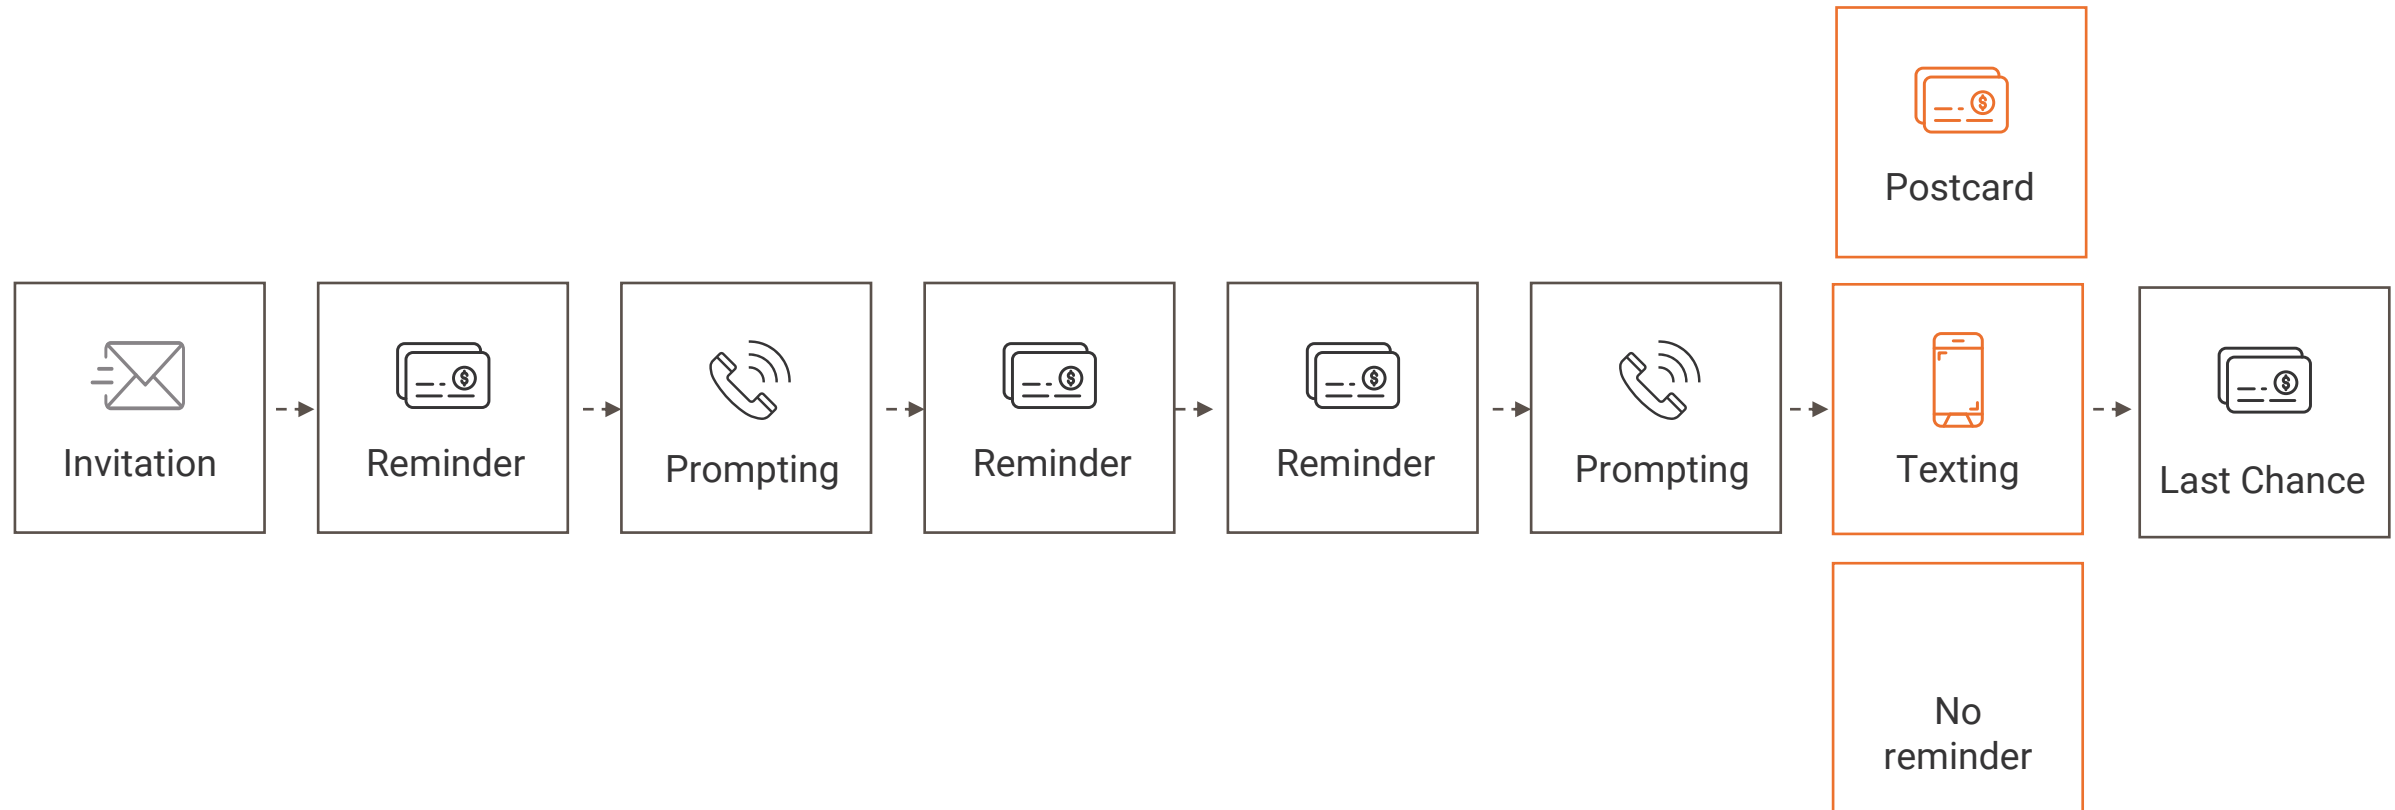 Postcard
Invitation
Reminder
Prompting
Reminder
Reminder
Prompting
Texting
Last Chance
No
reminder